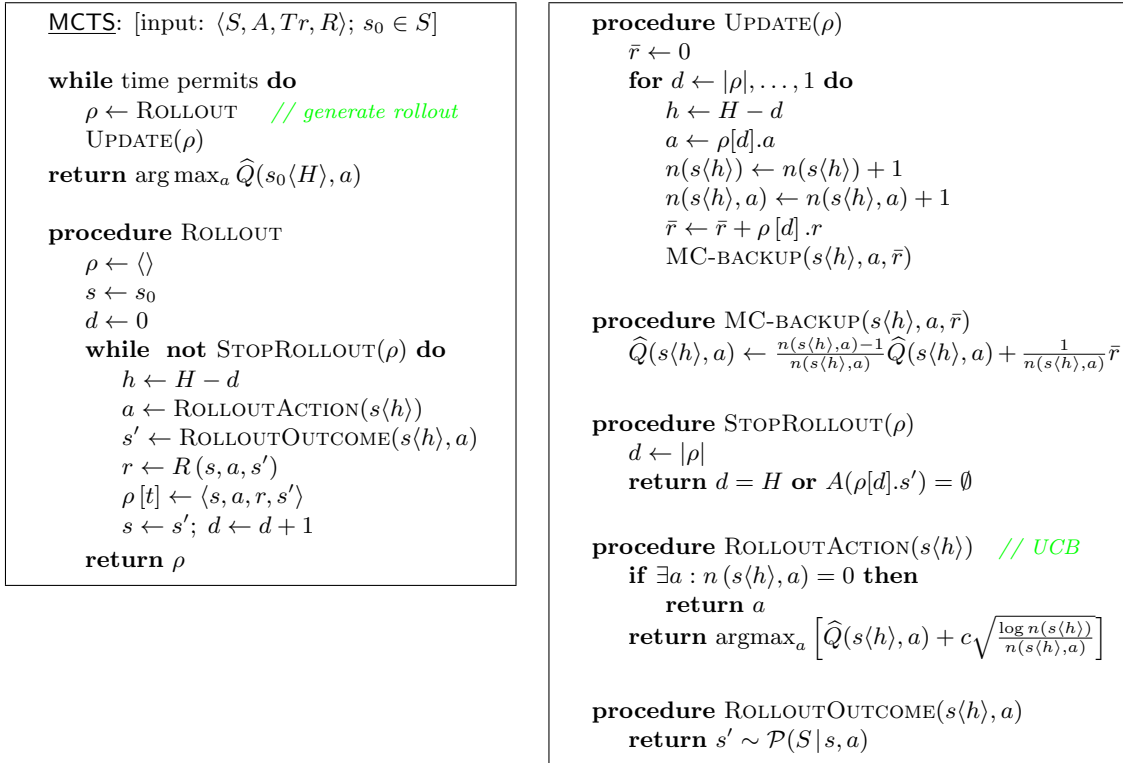 MCTS: [input: ⟨S, A, Tr, R⟩; s₀ ∈ S]
while time permits do
ρ ← ROLLOUT // generate rollout
UPDATE(ρ)
return arg maxₐ Q̂(s₀⟨H⟩, a)
procedure ROLLOUT
ρ ← ⟨⟩
s ← s₀
d ← 0
while not STOPROLLOUT(ρ) do
h ← H − d
a ← ROLLOUTACTION(s⟨h⟩)
s′ ← ROLLOUTOUTCOME(s⟨h⟩, a)
r ← R (s, a, s′)
ρ [t] ← ⟨s, a, r, s′⟩
s ← s′; d ← d + 1
return ρ
procedure UPDATE(ρ)
r̄ ← 0
for d ← |ρ|, . . . , 1 do
h ← H − d
a ← ρ[d].a
n(s⟨h⟩) ← n(s⟨h⟩) + 1
n(s⟨h⟩, a) ← n(s⟨h⟩, a) + 1
r̄ ← r̄ + ρ [d] .r
MC-BACKUP(s⟨h⟩, a, r̄)
procedure MC-BACKUP(s⟨h⟩, a, r̄)
Q̂(s⟨h⟩, a) ← (n(s⟨h⟩,a)−1)/(n(s⟨h⟩,a)) Q̂(s⟨h⟩, a) + 1/(n(s⟨h⟩,a)) r̄
procedure STOPROLLOUT(ρ)
d ← |ρ|
return d = H or A(ρ[d].s′) = ∅
procedure ROLLOUTACTION(s⟨h⟩) // UCB
if ∃a : n (s⟨h⟩, a) = 0 then
return a
return argmaxₐ [Q̂(s⟨h⟩, a) + c√(log n(s⟨h⟩)/n(s⟨h⟩,a))]
procedure ROLLOUTOUTCOME(s⟨h⟩, a)
return s′ ∼ 𝒫(S | s, a)